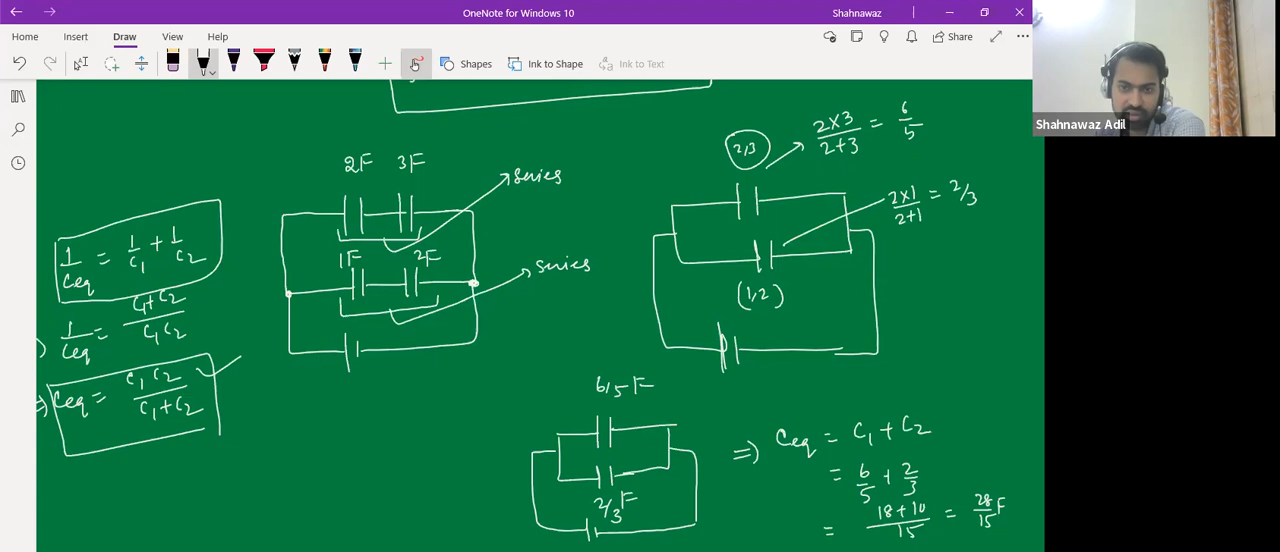 OneNote for Windows 10
Shahnawaz
Home Insert Draw View Help
Share
Shapes Ink to Shape Ink to Text
Shahnawaz Adil
2F 3F
series
1F 2F
series
1/Ceq = 1/C1 + 1/C2
1/Ceq = C1+C2/C1C2
=) Ceq = C1C2/C1+C2
2,3
2×3/2+3 = 6/5
2×1/2+1 = 2/3
(1,2)
6/5F
2/3F
=) Ceq = C1+C2
= 6/5 + 2/3
= 18+10/15 = 28/15 F